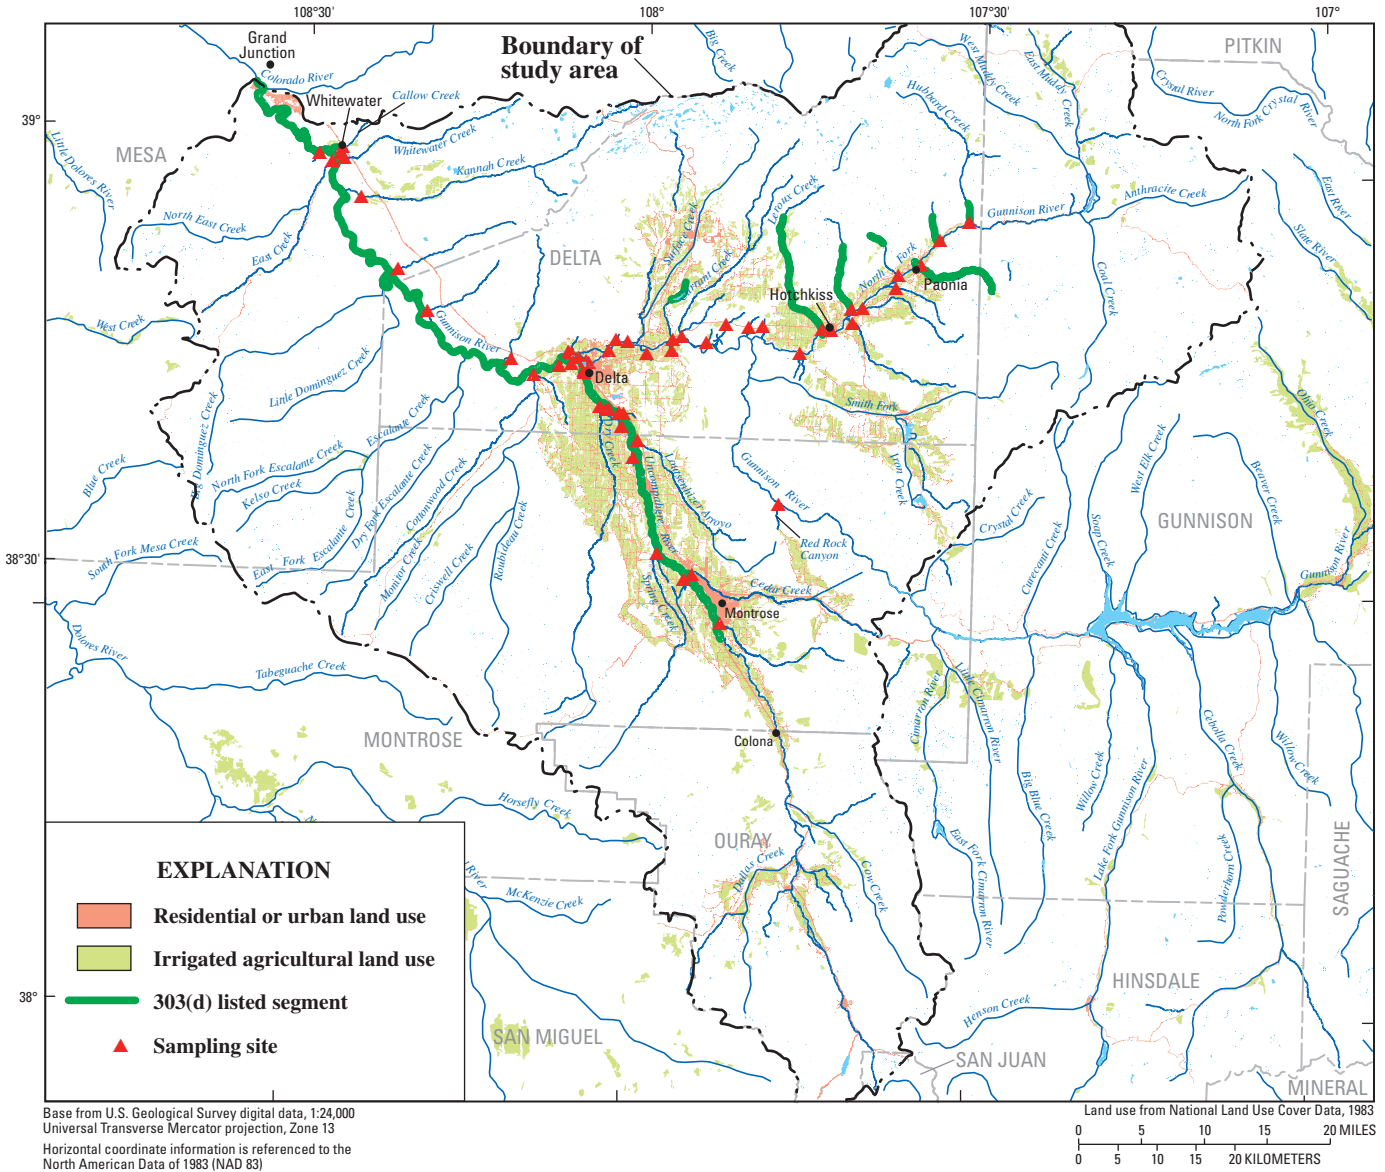 108°30'
108°
107°30'
107°
Grand
Junction
Boundary of
study area
Big Creek
West Muddy Creek
East Muddy Creek
PITKIN
Crystal River
North Fork Crystal
River
Colorado River
Whitewater
Callow Creek
Hubbard Creek
39°
Whitewater Creek
MESA
Little Dolores River
Kannah Creek
Leroux Creek
Anthracite Creek
East River
Gunnison River
North East Creek
Surface Creek
Slate River
East Creek
DELTA
North Fork
Coal Creek
Hotchkiss
Paonia
West Creek
Gunnison River
Little Dominguez Creek
Delta
Smith Fork
Ohio Creek
Big Dominguez Creek
Escalante Creek
Dry Creek
West Elk Creek
Blue Creek
North Fork Escalante Creek
Kelso Creek
Dry Fork Escalante Creek
Cottonwood Creek
Uncompahgre River
Loutsenhizer Arroyo
Gunnison River
Iron Creek
Beaver Creek
Crystal Creek
Soap Creek
GUNNISON
Roubideau Creek
Red Rock
Canyon
38°30'
South Fork Mesa Creek
East Fork Escalante Creek
Monitor Creek
Criswell Creek
Spring Creek
Cedar Creek
Curecanti Creek
Gunnison River
Montrose
Dolores River
Tabeguache Creek
Cimarron River
Little Cimarron River
MONTROSE
Colona
Cebolla Creek
Willow Creek
Big Blue Creek
Willow Creek
Lake Fork Gunnison River
Horsefly Creek
OURAY
Dallas Creek
Cow Creek
East Fork Cimarron River
Powderhorn Creek
SAGUACHE
McKenzie Creek
EXPLANATION
Residential or urban land use
Irrigated agricultural land use
303(d) listed segment
Sampling site
38°
HINSDALE
Henson Creek
SAN MIGUEL
SAN JUAN
MINERAL
Base from U.S. Geological Survey digital data, 1:24,000
Universal Transverse Mercator projection, Zone 13
Horizontal coordinate information is referenced to the
North American Data of 1983 (NAD 83)
Land use from National Land Use Cover Data, 1983
0 5 10 15 20 MILES
0 5 10 15 20 KILOMETERS